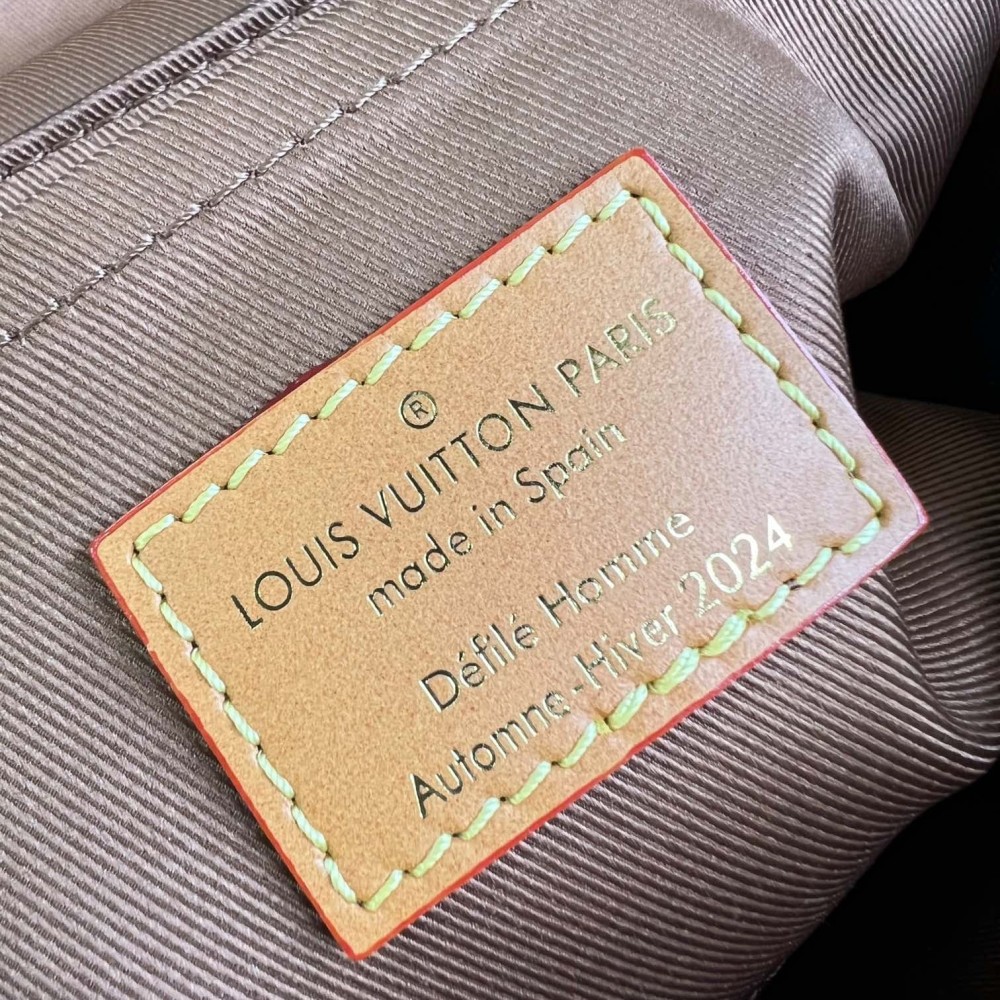 ®
LOUIS VUITTON PARIS
made in Spain
Défilé Homme
Automne-Hiver 2024